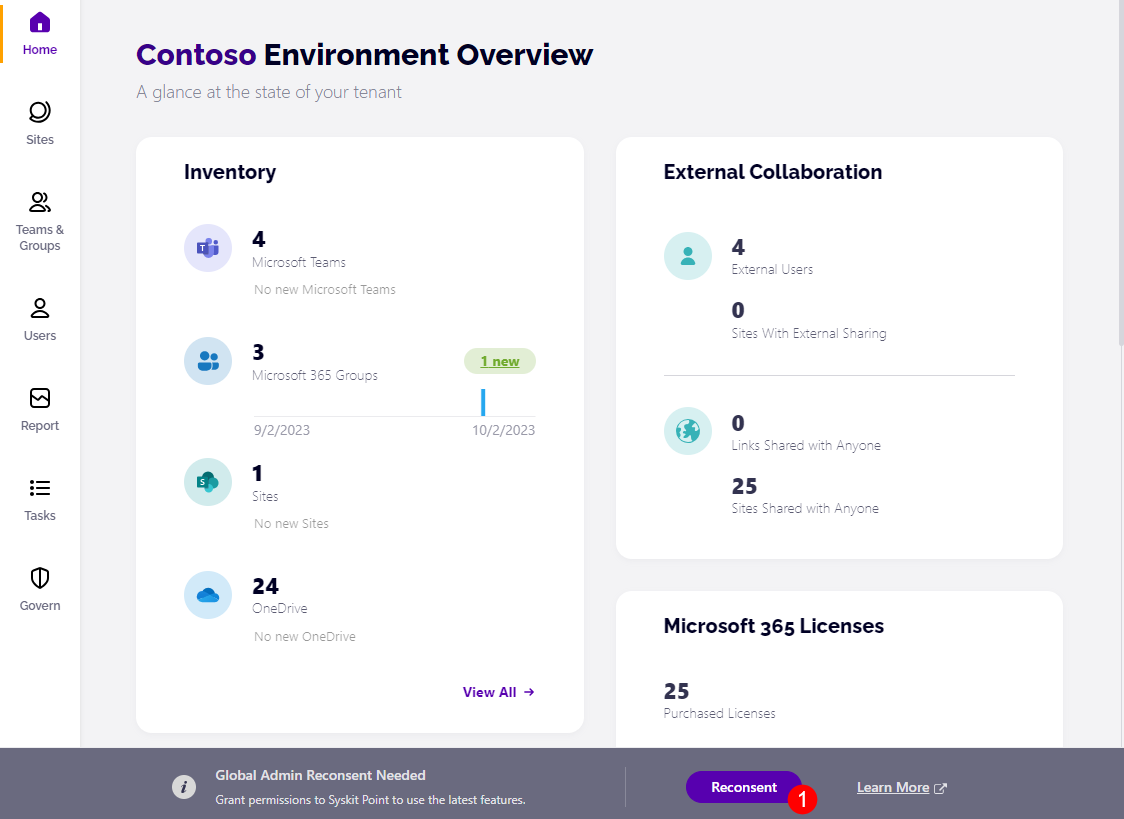 Home
Sites
Teams &
Groups
Users
Report
Tasks
Govern
Contoso Environment Overview
A glance at the state of your tenant
Inventory
4
Microsoft Teams
No new Microsoft Teams
3
Microsoft 365 Groups
1 new
9/2/2023
10/2/2023
1
Sites
No new Sites
24
OneDrive
No new OneDrive
View All →
External Collaboration
4
External Users
0
Sites With External Sharing
0
Links Shared with Anyone
25
Sites Shared with Anyone
Microsoft 365 Licenses
25
Purchased Licenses
Global Admin Reconsent Needed
Grant permissions to Syskit Point to use the latest features.
Reconsent
1
Learn More